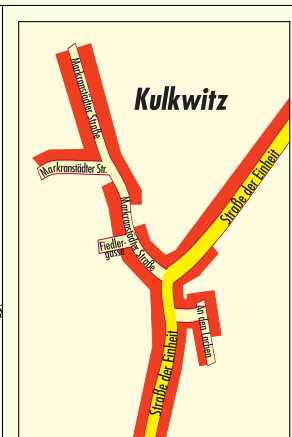 Kulkwitz
Markranstädter Straße
Markranstädter Str.
Straße der Einheit
Markranstädter Straße
Fiedler-
gasse
An den Lachen
Straße der Einheit